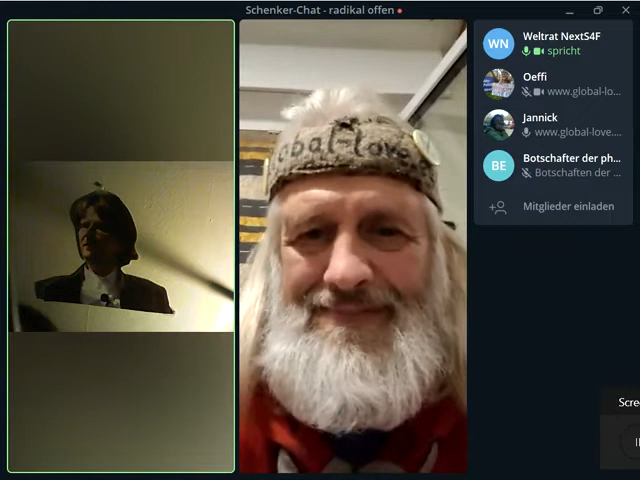 Schenker-Chat - radikal offen
WN
Weltrat NextS4F
spricht
Oeffi
www.global-lo...
Jannick
www.global-love....
BE
Botschafter der ph...
Botschaften der ...
Mitglieder einladen
obal-love
Scre